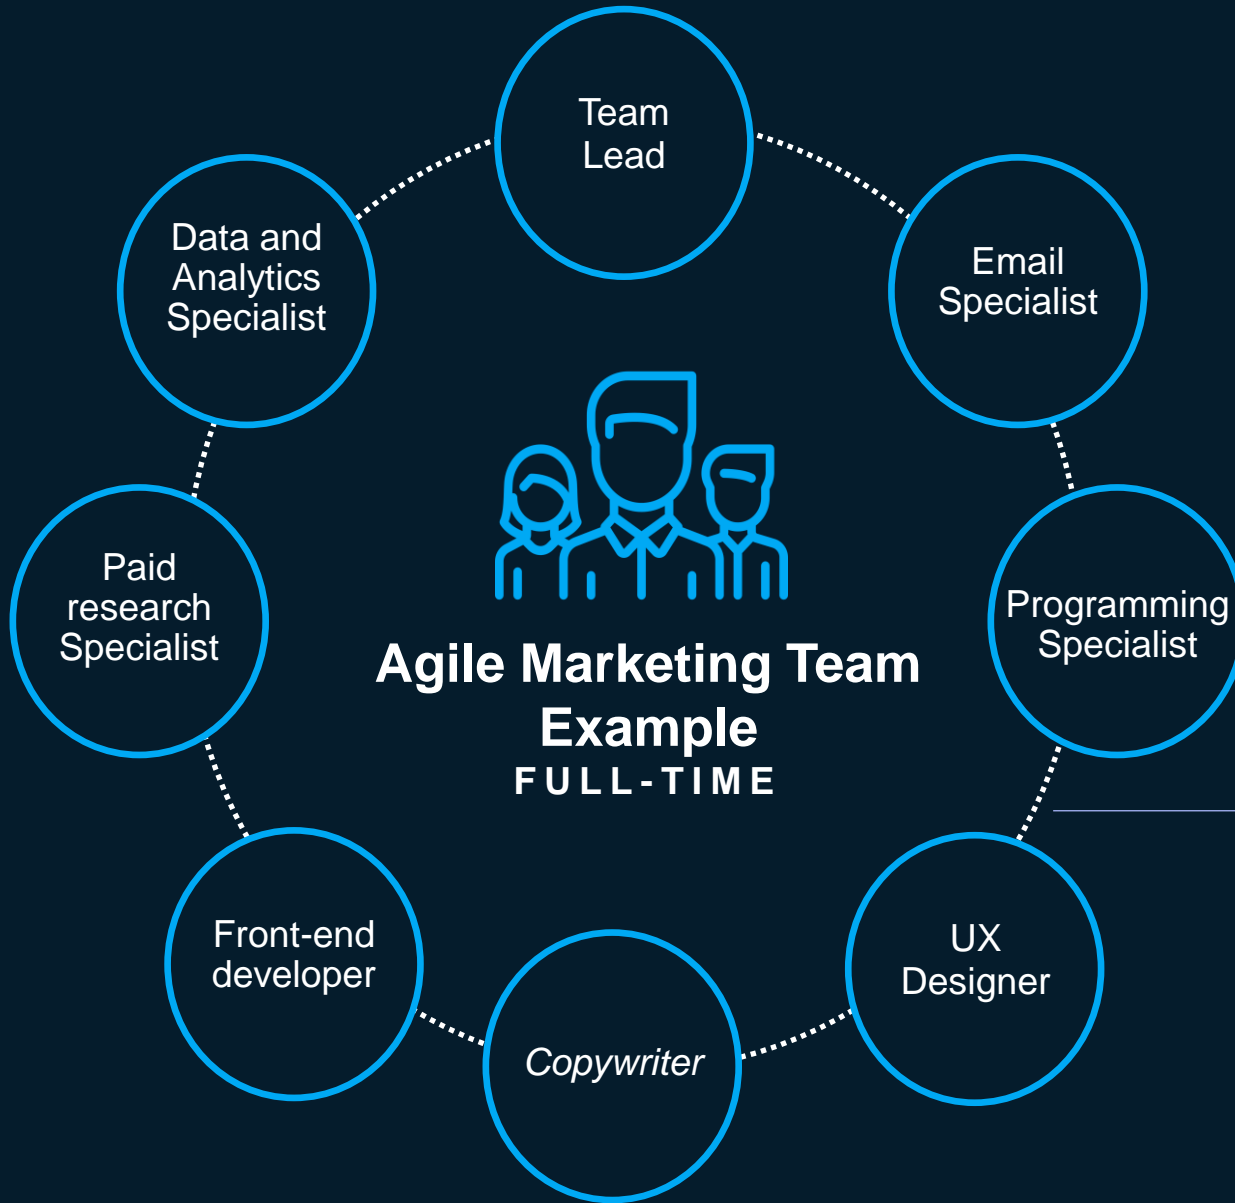 Team
Lead
Data and
Analytics
Specialist
Email
Specialist
Paid
research
Specialist
Programming
Specialist
Agile Marketing Team
Example
FULL-TIME
Front-end
developer
UX
Designer
Copywriter